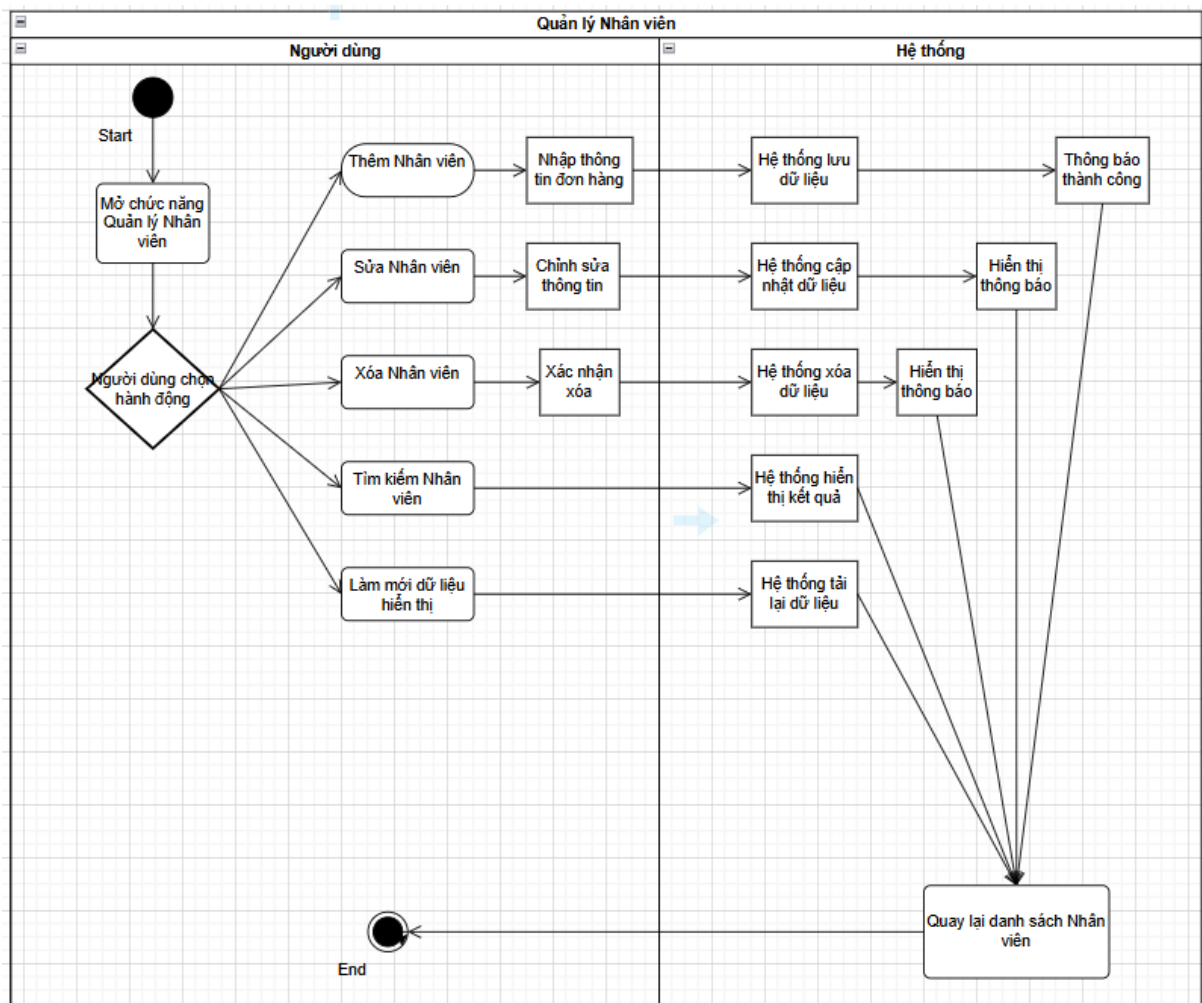 Quản lý Nhân viên
Người dùng
Hệ thống
Start
Mở chức năng
Quản lý Nhân
viên
Người dùng chọn
hành động
Thêm Nhân viên
Nhập thông
tin đơn hàng
Hệ thống lưu
dữ liệu
Thông báo
thành công
Sửa Nhân viên
Chỉnh sửa
thông tin
Hệ thống cập
nhật dữ liệu
Hiển thị
thông báo
Xóa Nhân viên
Xác nhận
xóa
Hệ thống xóa
dữ liệu
Hiển thị
thông báo
Tìm kiếm Nhân
viên
Hệ thống hiển
thị kết quả
Làm mới dữ liệu
hiển thị
Hệ thống tải
lại dữ liệu
Quay lại danh sách Nhân
viên
End